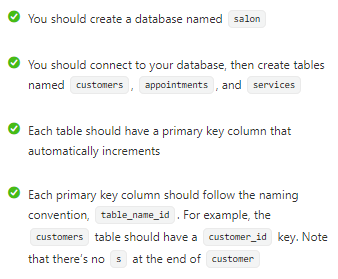 You should create a database named salon
You should connect to your database, then create tables
named customers, appointments, and services
Each table should have a primary key column that
automatically increments
Each primary key column should follow the naming
convention, table_name_id. For example, the
customers table should have a customer_id key. Note
that there's no s at the end of customer